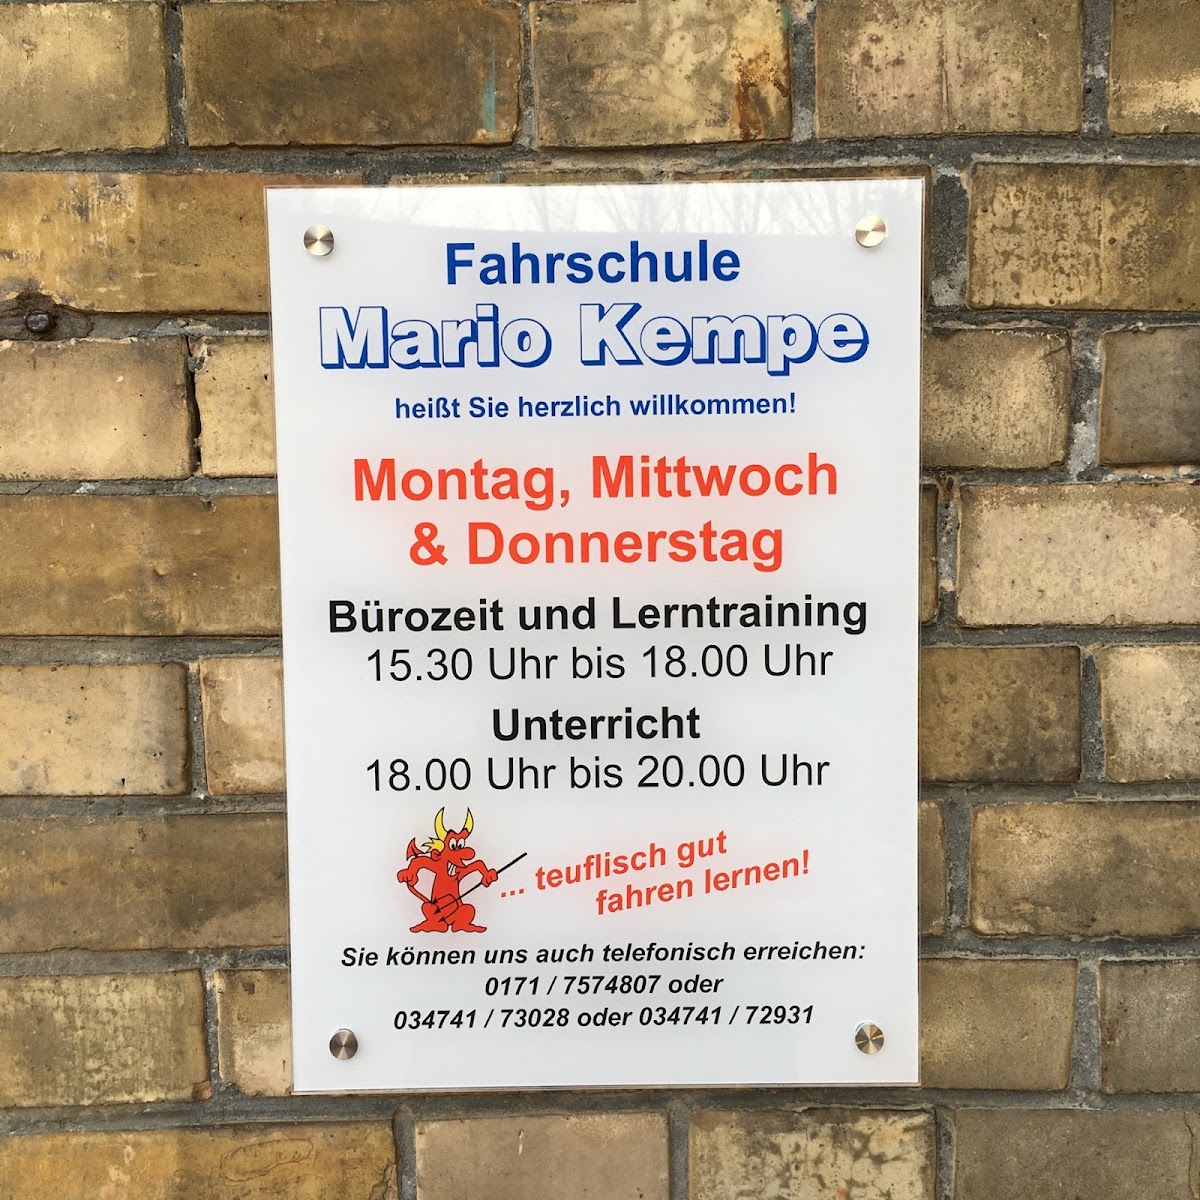 Fahrschule
Mario Kempe
heißt Sie herzlich willkommen!
Montag, Mittwoch
& Donnerstag
Bürozeit und Lerntraining
15.30 Uhr bis 18.00 Uhr
Unterricht
18.00 Uhr bis 20.00 Uhr
... teuflisch gut
fahren lernen!
Sie können uns auch telefonisch erreichen:
0171 / 7574807 oder
034741 / 73028 oder 034741 / 72931